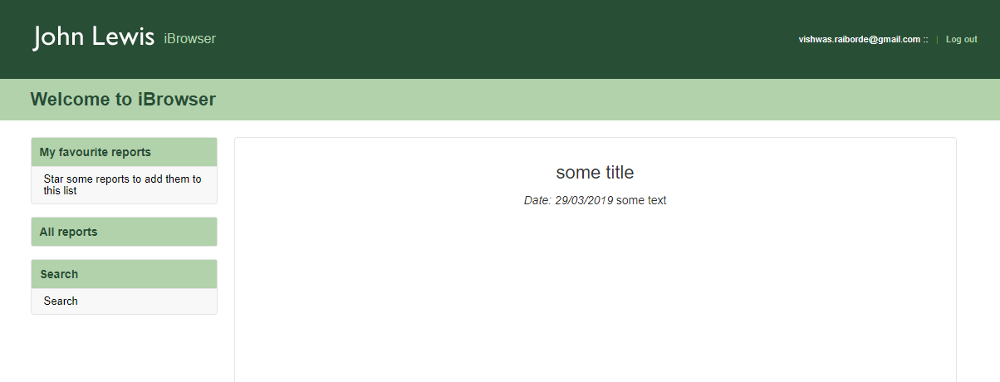 John Lewis iBrowser
vishwas.raiborde@gmail.com :: | Log out
Welcome to iBrowser
My favourite reports
Star some reports to add them to
this list
All reports
Search
Search
some title
Date: 29/03/2019 some text